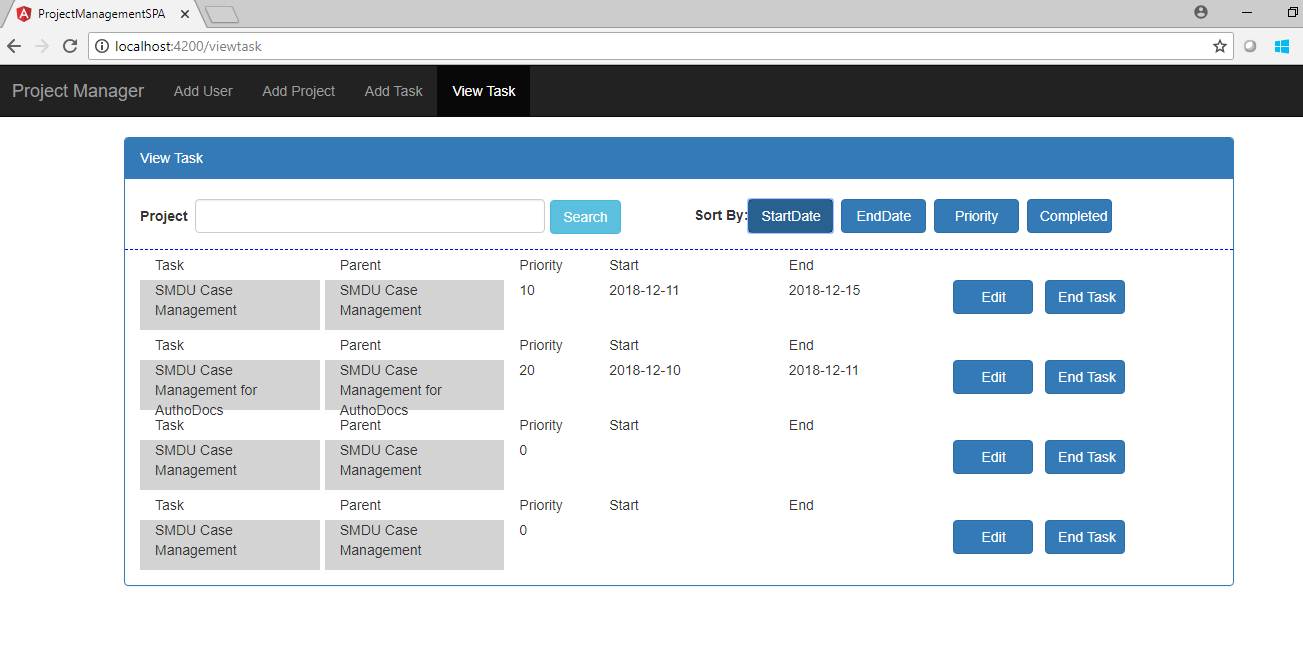 ProjectManagementSPA
localhost:4200/viewtask
Project Manager Add User Add Project Add Task View Task
View Task
Project Search Sort By: StartDate EndDate Priority Completed
Task Parent Priority Start End
SMDU Case SMDU Case 10 2018-12-11 2018-12-15 Edit End Task
Management Management
Task Parent Priority Start End
SMDU Case SMDU Case 20 2018-12-10 2018-12-11 Edit End Task
Management for Management for
AuthoDocs AuthoDocs
Task Parent Priority Start End
SMDU Case SMDU Case 0 Edit End Task
Management Management
Task Parent Priority Start End
SMDU Case SMDU Case 0 Edit End Task
Management Management